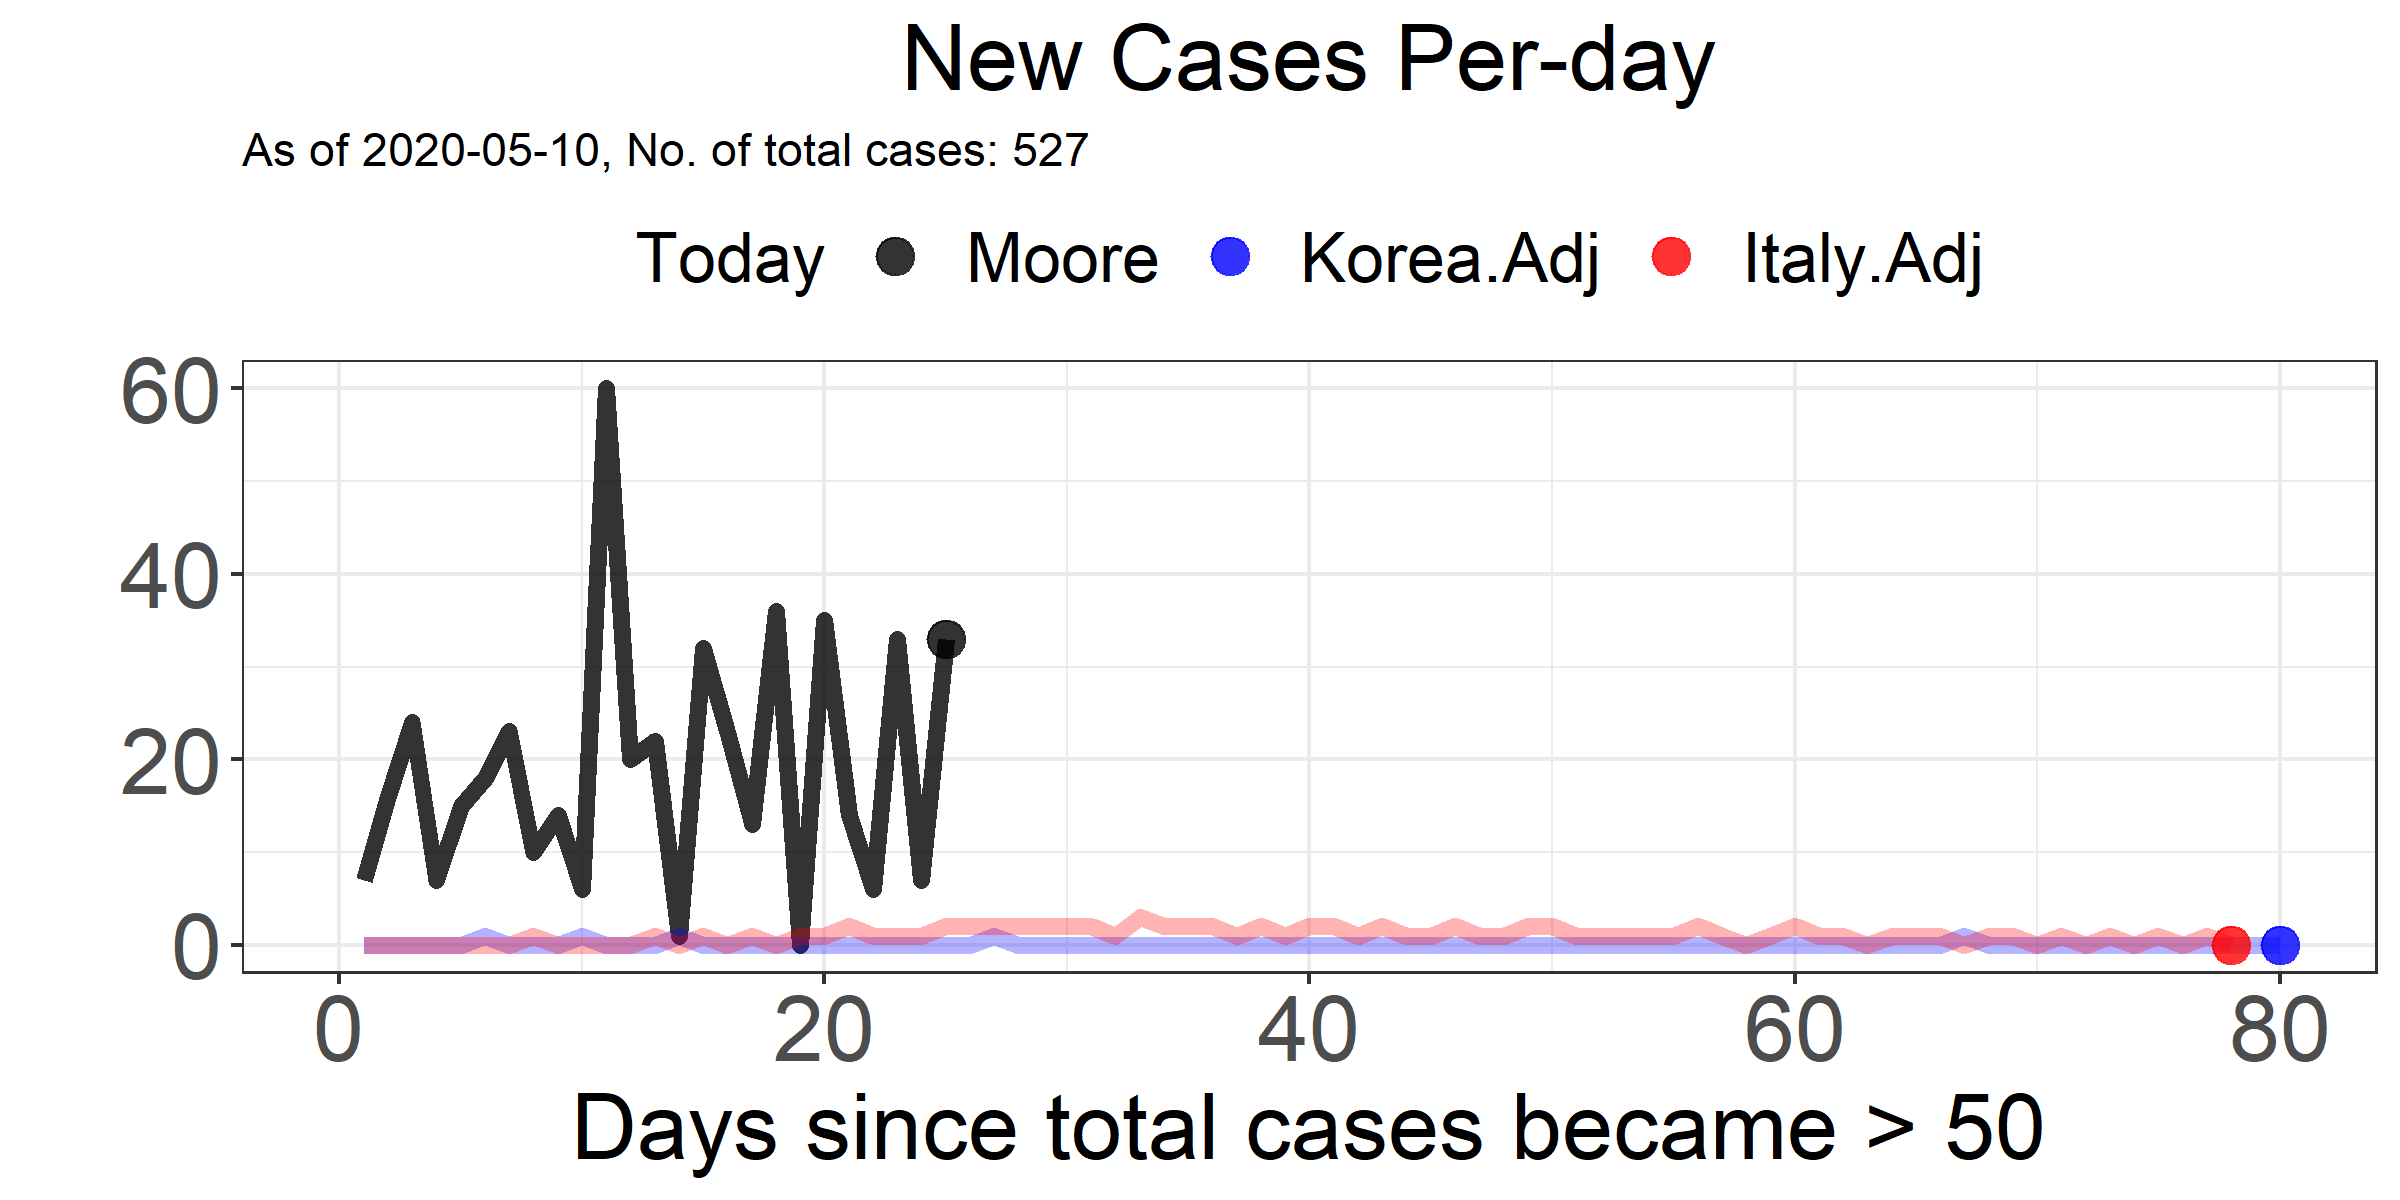 New Cases Per-day
As of 2020-05-10, No. of total cases: 527
Today Moore Korea.Adj Italy.Adj
60
40
20
0
0 20 40 60 80
Days since total cases became > 50